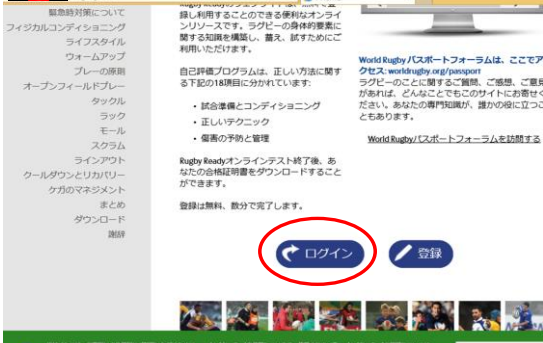 緊急時対策について
フィジカルコンディショニング
ライフスタイル
ウォームアップ
プレーの原則
オープンフィールドプレー
タックル
ラック
モール
スクラム
ラインアウト
クールダウンとリカバリー
ケガのマネジメント
まとめ
ダウンロード
謝辞
録し利用することのできる便利なオンライ
ンリソースです。ラグビーの身体的要素に
関する知識を構築し、蓄え、試すためにご
利用いただけます。
自己評価プログラムは、正しい方法に関す
る下記の18項目に分かれています:
・ 試合準備とコンディショニング
・ 正しいテクニック
・ 傷害の予防と管理
Rugby Readyオンラインテスト終了後、あ
なたの合格証明書をダウンロードすること
ができます。
登録は無料、数分で完了します。
World Rugby パスポートフォーラムは、ここでア
クセス: worldrugby.org/passport
ラグビーのことに関するご質問、ご感想、ご意見
があれば、どんなことでもこのサイトにお寄せく
ださい。あなたの専門知識が、誰かの役に立つこ
ともあります。
World Rugbyパスポートフォーラムを訪問する
ログイン
登録